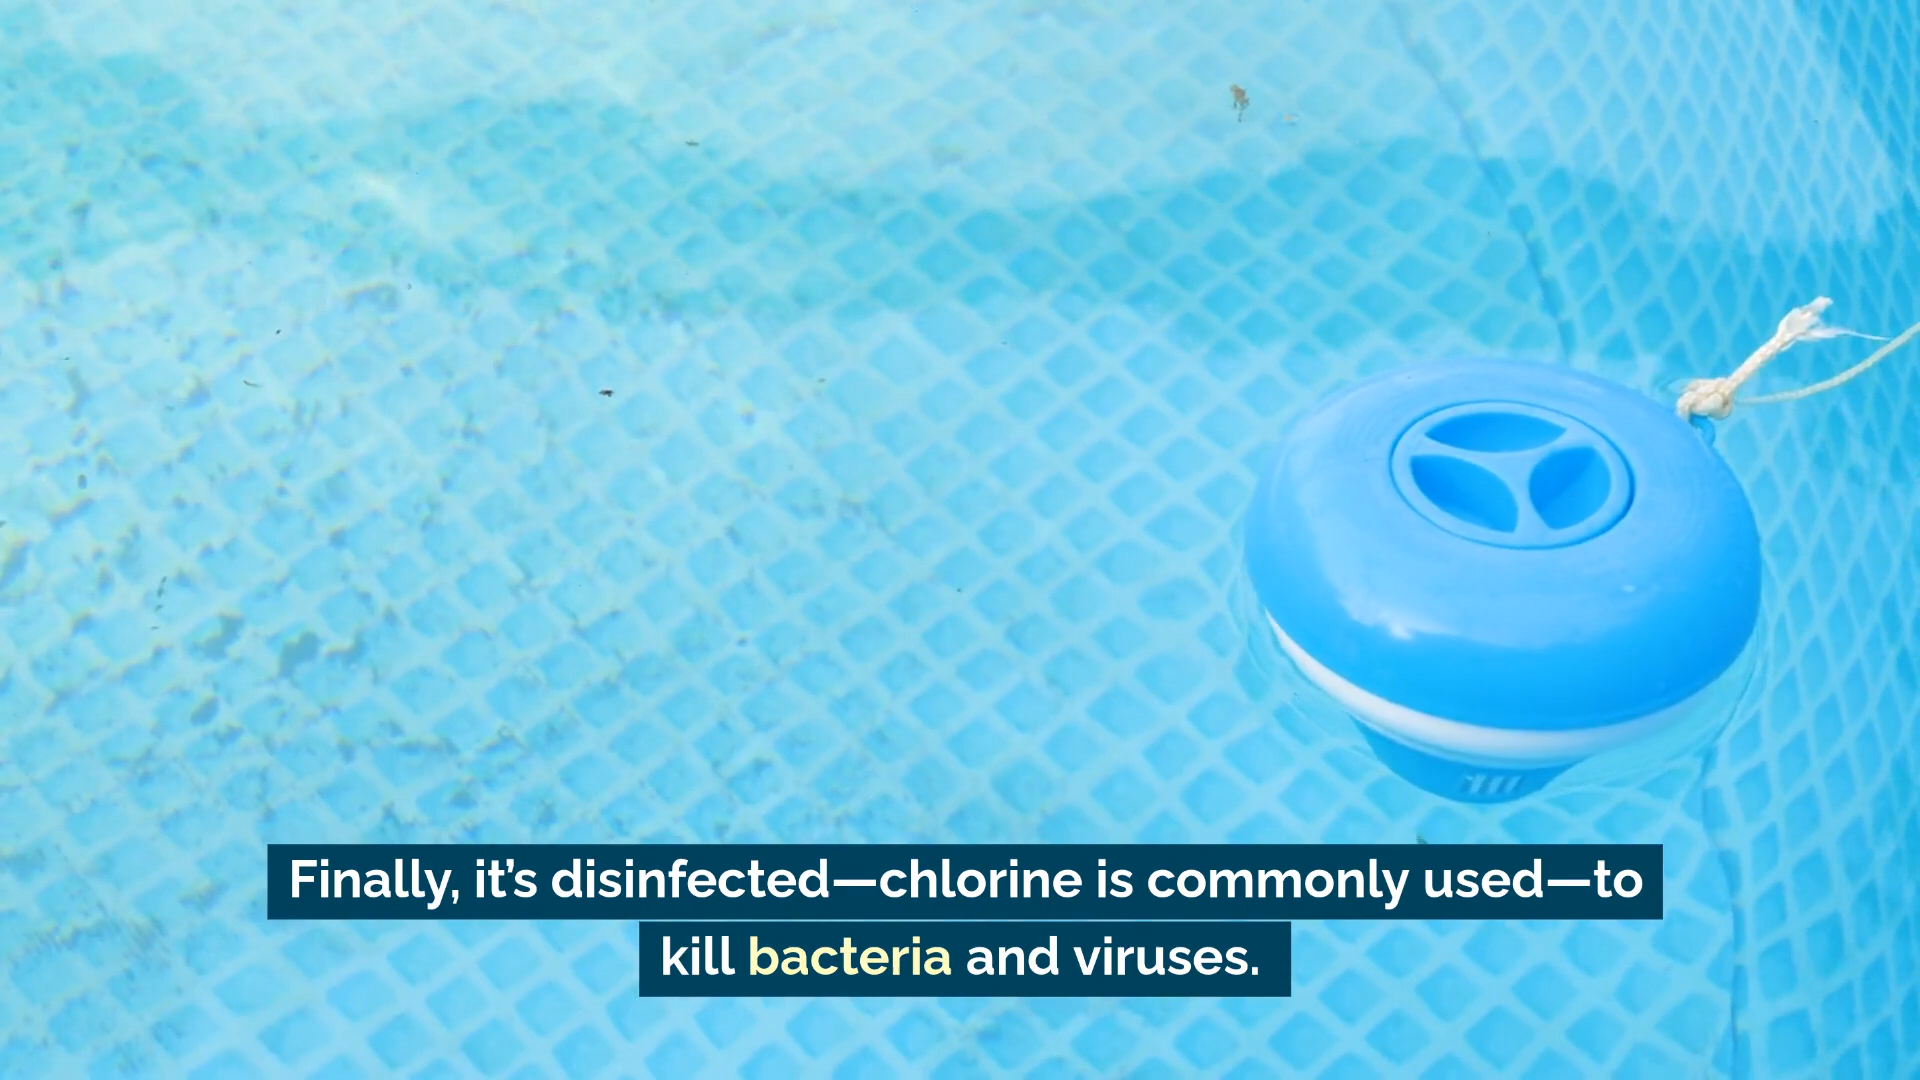 Finally, it’s disinfected—chlorine is commonly used—to
kill bacteria and viruses.